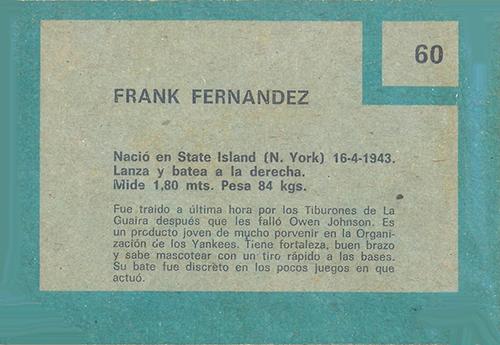 60
FRANK FERNANDEZ
Nació en State Island (N. York) 16-4-1943.
Lanza y batea a la derecha.
Mide 1,80 mts. Pesa 84 kgs.
Fue traido a última hora por los Tiburones de La
Guaira después que les falló Owen Johnson. Es
un producto joven de mucho porvenir en la Organi-
zación de los Yankees. Tiene fortaleza, buen brazo
y sabe mascotear con un tiro rápido a las bases.
Su bate fue discreto en los pocos juegos en que
actuó.